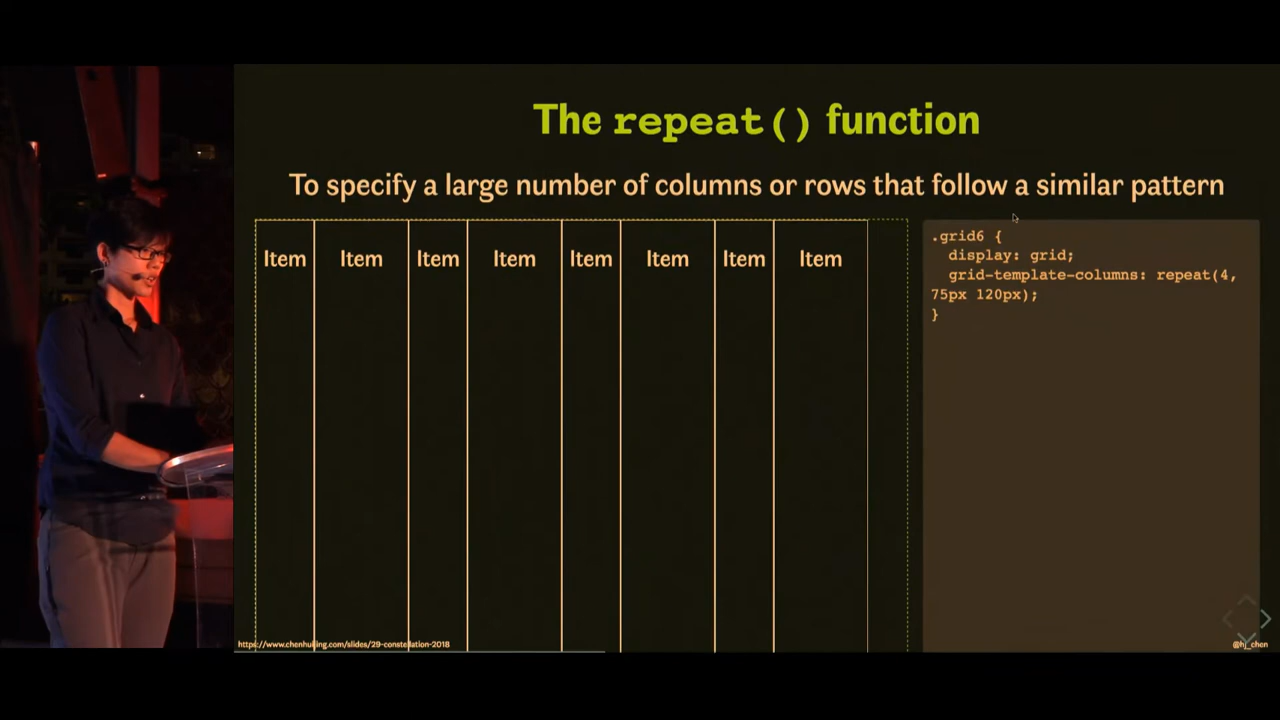 The repeat() function
To specify a large number of columns or rows that follow a similar pattern
Item Item Item Item Item Item Item Item
.grid6 {
display: grid;
grid-template-columns: repeat(4,
75px 120px);
}
https://www.chenhuijing.com/slides/29-constellation-2018
@hj_chen